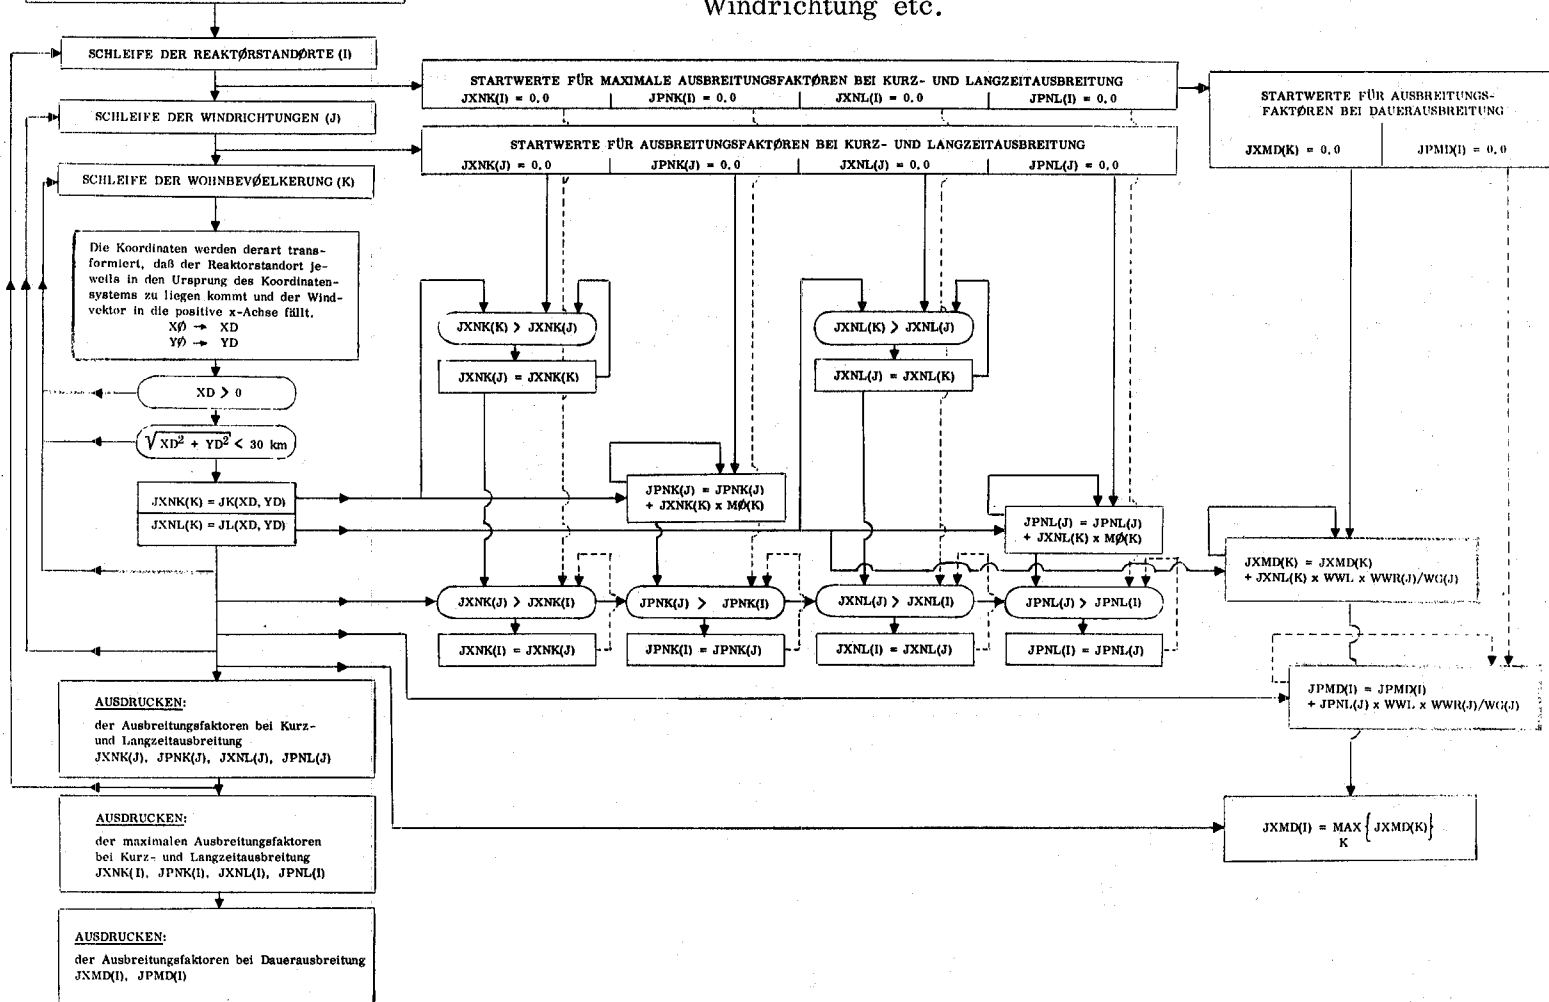 Windrichtung etc.
SCHLEIFE DER REAKTØRSTANDØRTE (I)
STARTWERTE FÜR MAXIMALE AUSBREITUNGSFAKTØREN BEI KURZ- UND LANGZEITAUSBREITUNG
JXNK(I) = 0.0 JPNK(I) = 0.0 JXNL(I) = 0.0 JPNL(I) = 0.0
STARTWERTE FÜR AUSBREITUNGS-
FAKTØREN BEI DAUERAUSBREITUNG
JXMD(K) = 0.0 JPMD(I) = 0.0
SCHLEIFE DER WINDRICHTUNGEN (J)
STARTWERTE FÜR AUSBREITUNGSFAKTØREN BEI KURZ- UND LANGZEITAUSBREITUNG
JXNK(J) = 0.0 JPNK(J) = 0.0 JXNL(J) = 0.0 JPNL(J) = 0.0
SCHLEIFE DER WOHNBEVØELKERUNG (K)
Die Koordinaten werden derart trans-
formiert, daß der Reaktorstandort je-
weils in den Ursprung des Koordinaten-
systems zu liegen kommt und der Wind-
vektor in die positive x-Achse fällt.
XØ → XD
YØ → YD
XD > 0
√XD² + YD² < 30 km
JXNK(K) = JK(XD, YD)
JXNL(K) = JL(XD, YD)
JXNK(K) > JXNK(J)
JXNK(J) = JXNK(K)
JXNL(K) > JXNL(J)
JXNL(J) = JXNL(K)
JPNK(J) = JPNK(J)
+ JXNK(K) x MØ(K)
JPNL(J) = JPNL(J)
+ JXNL(K) x MØ(K)
JXMD(K) = JXMD(K)
+ JXNL(K) x WWL x WWR(J)/WG(J)
JXNK(J) > JXNK(I)
JPNK(J) > JPNK(I)
JXNL(J) > JXNL(I)
JPNL(J) > JPNL(I)
JXNK(I) = JXNK(J)
JPNK(I) = JPNK(J)
JXNL(I) = JXNL(J)
JPNL(I) = JPNL(J)
JPMD(I) = JPMD(I)
+ JPNL(J) x WWL x WWR(J)/WG(J)
JXMD(I) = MAX { JXMD(K) }
K
AUSDRUCKEN:
der Ausbreitungsfaktoren bei Kurz-
und Langzeitausbreitung
JXNK(J), JPNK(J), JXNL(J), JPNL(J)
AUSDRUCKEN:
der maximalen Ausbreitungsfaktoren
bei Kurz- und Langzeitausbreitung
JXNK(I), JPNK(I), JXNL(I), JPNL(I)
AUSDRUCKEN:
der Ausbreitungsfaktoren bei Dauerausbreitung
JXMD(I), JPMD(I)